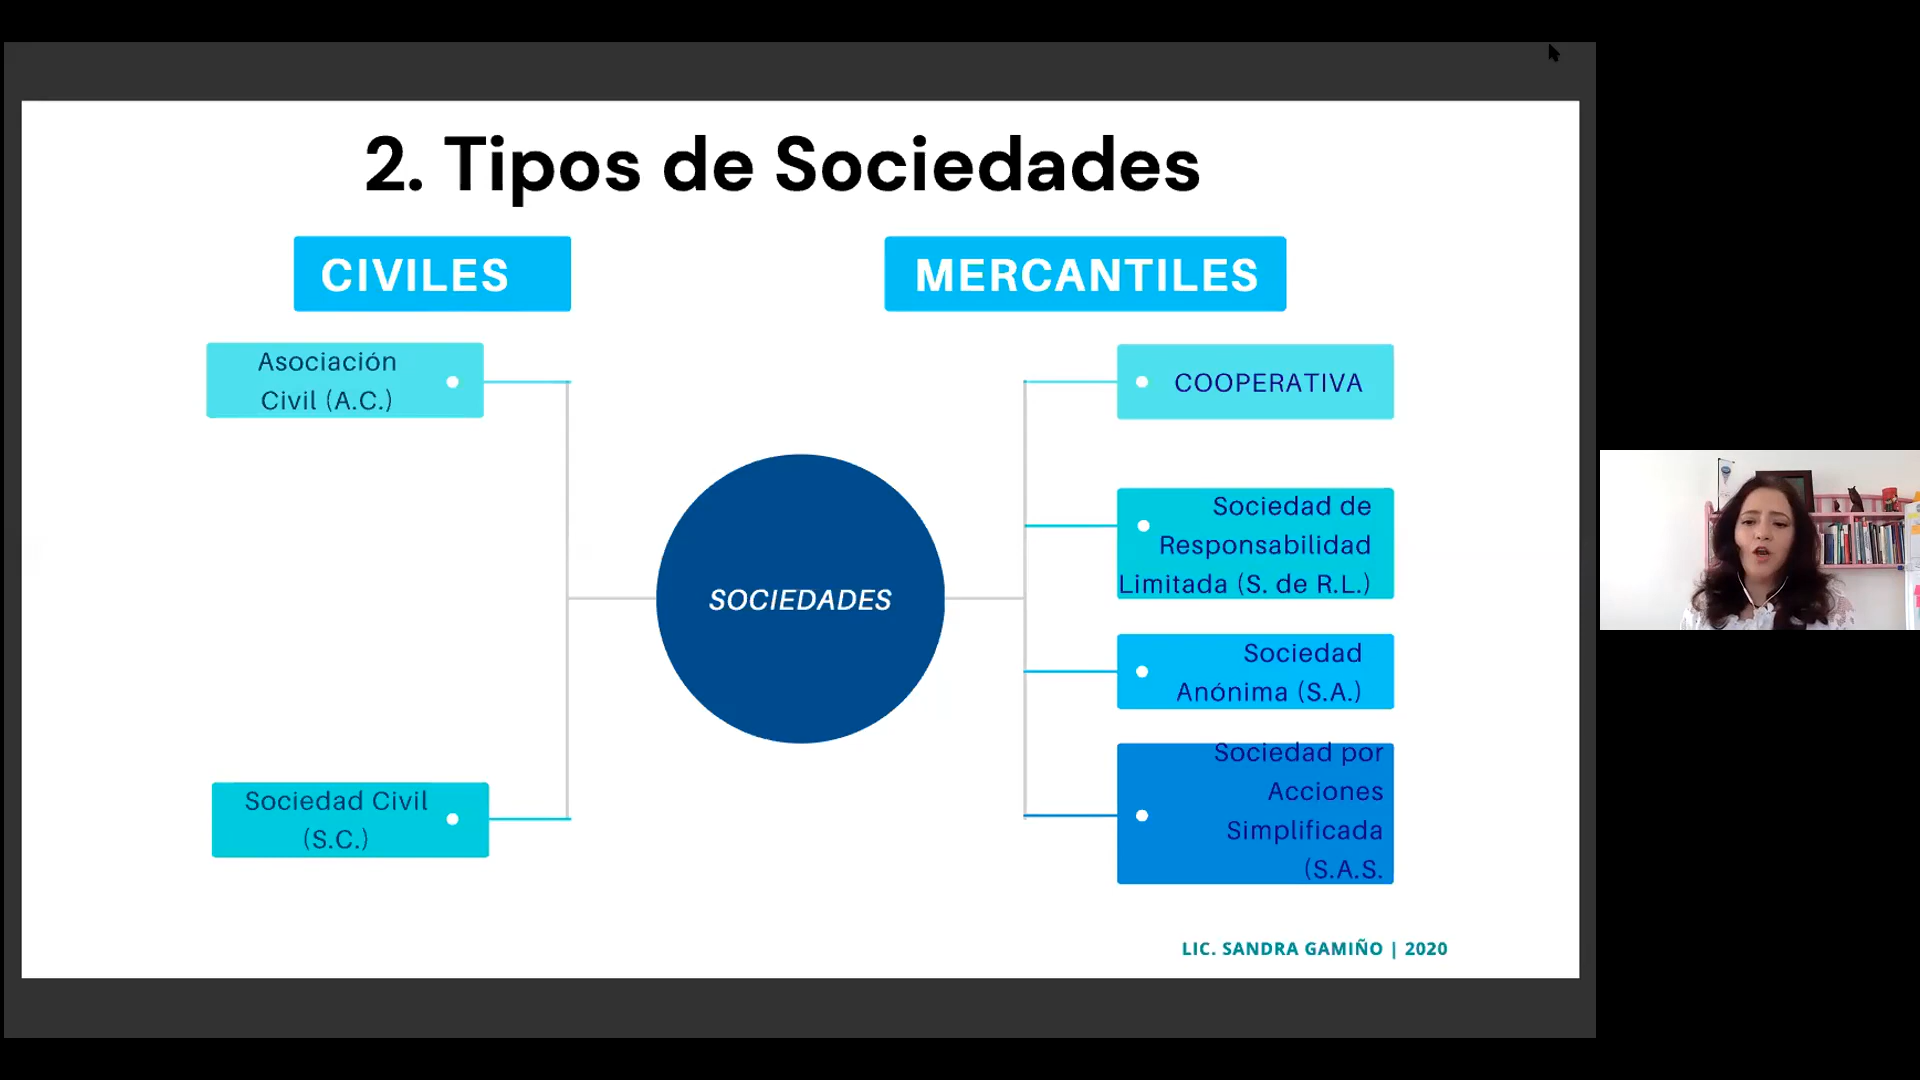 2. Tipos de Sociedades
CIVILES
MERCANTILES
Asociación
Civil (A.C.)
Sociedad Civil
(S.C.)
SOCIEDADES
COOPERATIVA
Sociedad de
Responsabilidad
Limitada (S. de R.L.)
Sociedad
Anónima (S.A.)
Sociedad por
Acciones
Simplificada
(S.A.S.
LIC. SANDRA GAMIÑO | 2020